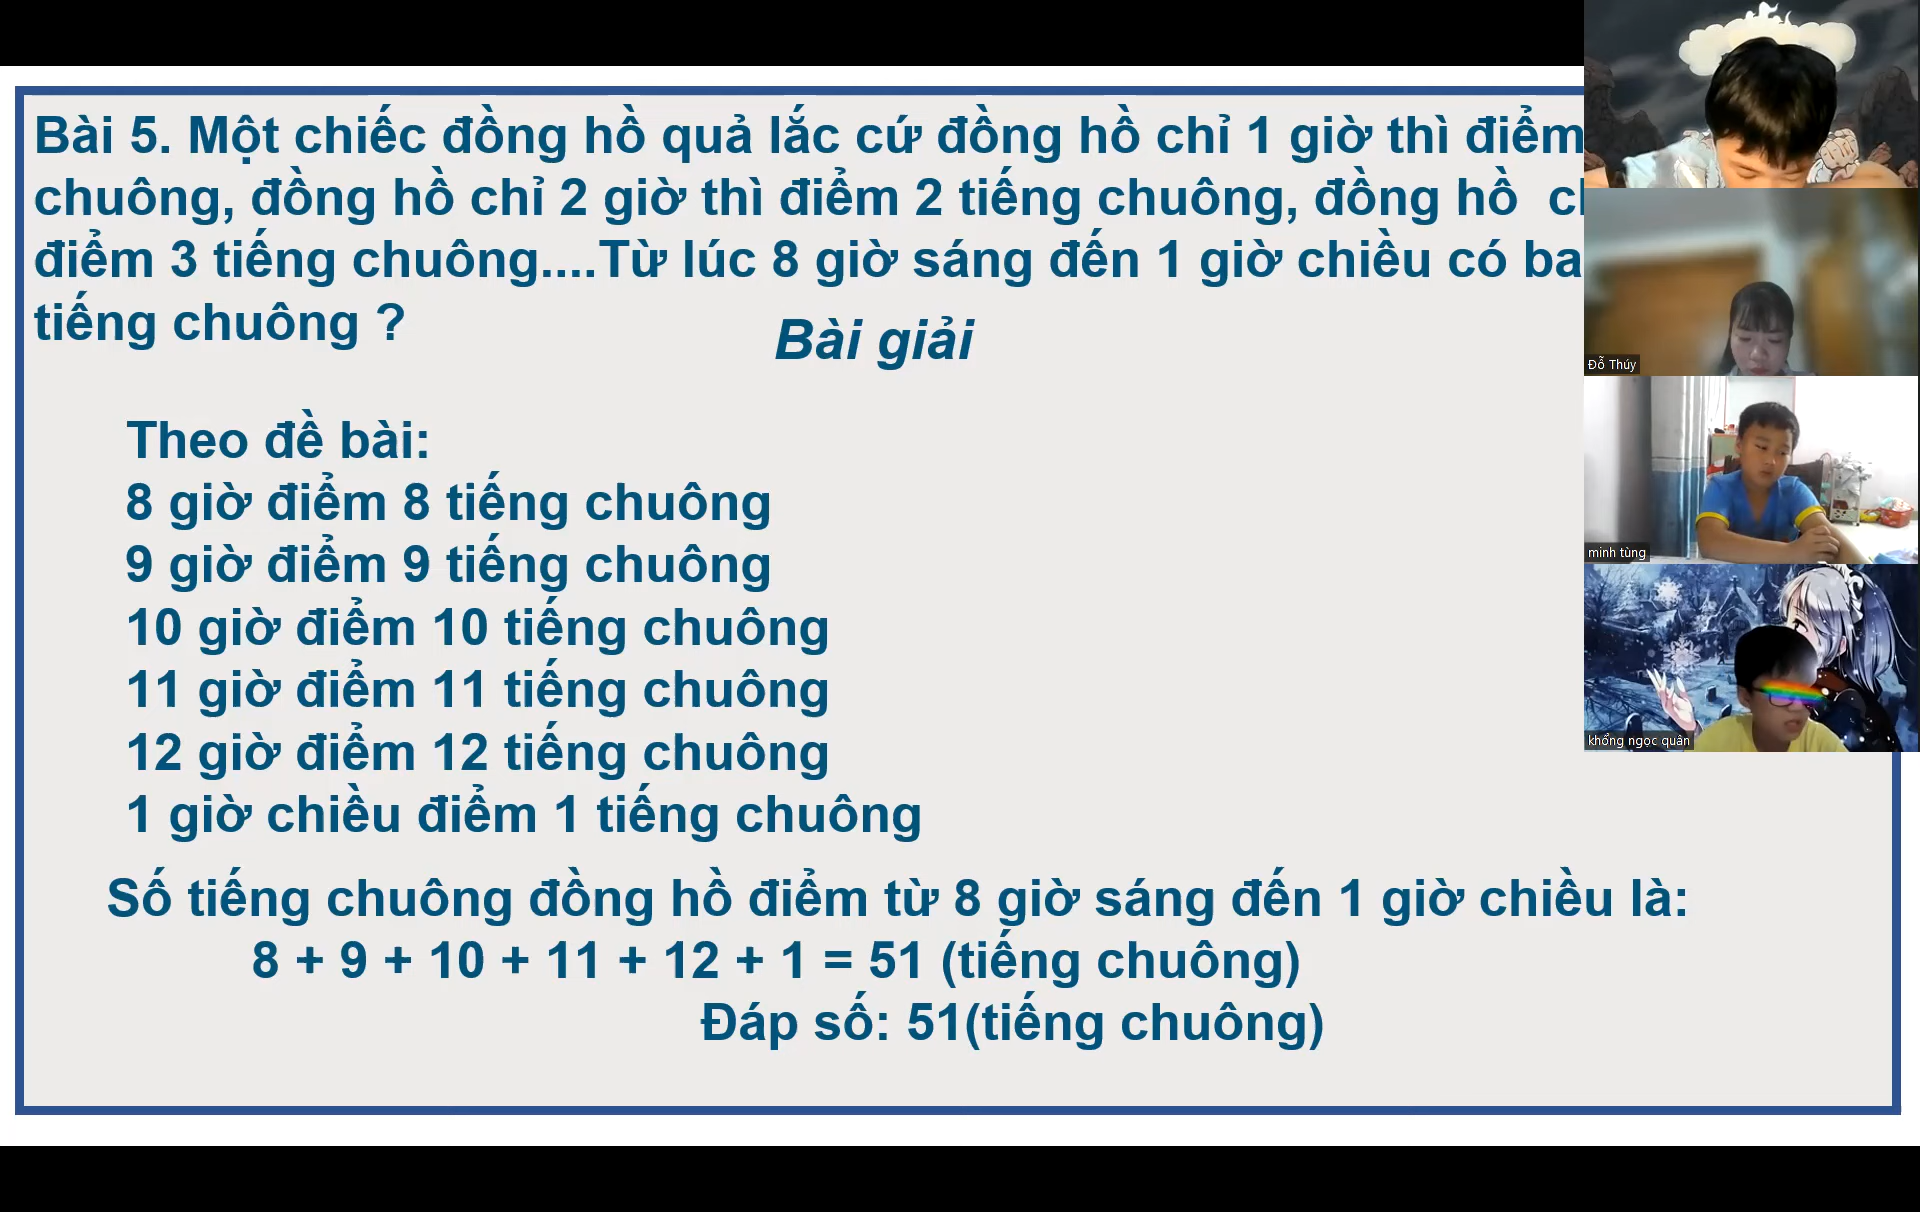 Bài 5. Một chiếc đồng hồ quả lắc cứ đồng hồ chỉ 1 giờ thì điểm
chuông, đồng hồ chỉ 2 giờ thì điểm 2 tiếng chuông, đồng hồ
điểm 3 tiếng chuông....Từ lúc 8 giờ sáng đến 1 giờ chiều có ba
tiếng chuông ?
Bài giải
Theo đề bài:
8 giờ điểm 8 tiếng chuông
9 giờ điểm 9 tiếng chuông
10 giờ điểm 10 tiếng chuông
11 giờ điểm 11 tiếng chuông
12 giờ điểm 12 tiếng chuông
1 giờ chiều điểm 1 tiếng chuông
Số tiếng chuông đồng hồ điểm từ 8 giờ sáng đến 1 giờ chiều là:
8 + 9 + 10 + 11 + 12 + 1 = 51 (tiếng chuông)
Đáp số: 51(tiếng chuông)
Đỗ Thúy
minh tùng
khổng ngọc quân